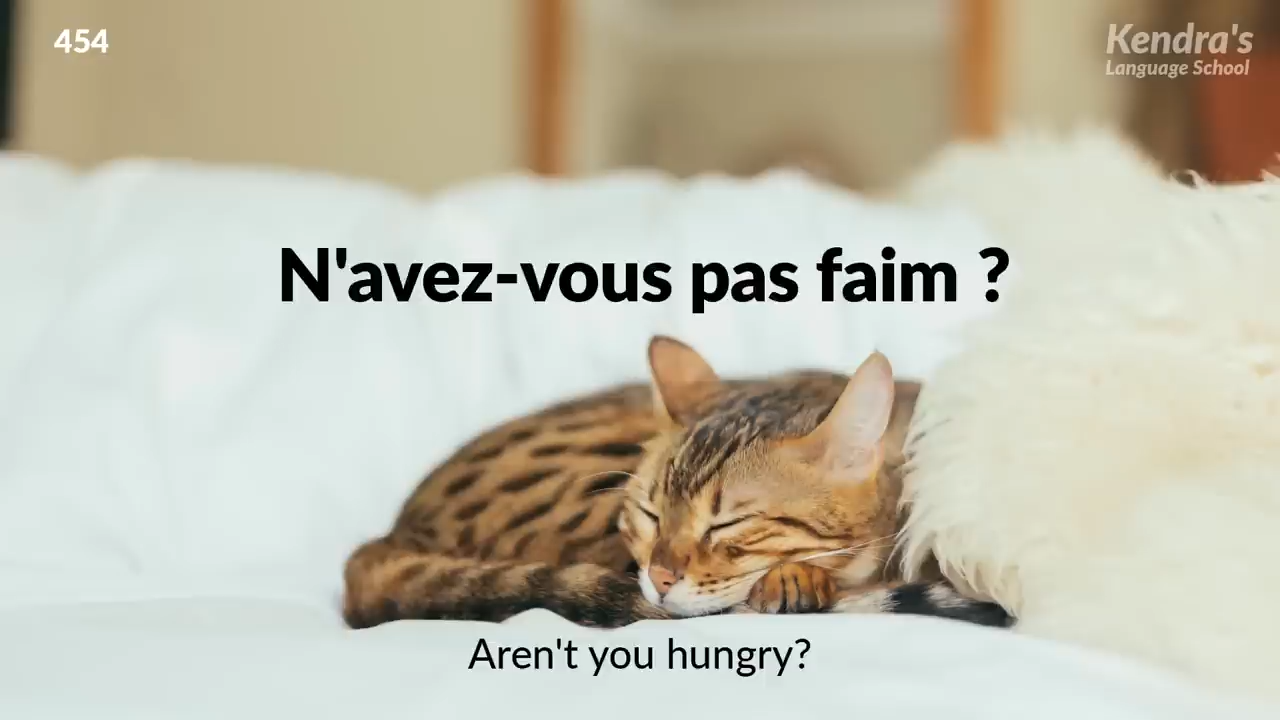 454
Kendra's
Language School
N'avez-vous pas faim ?
Aren't you hungry?